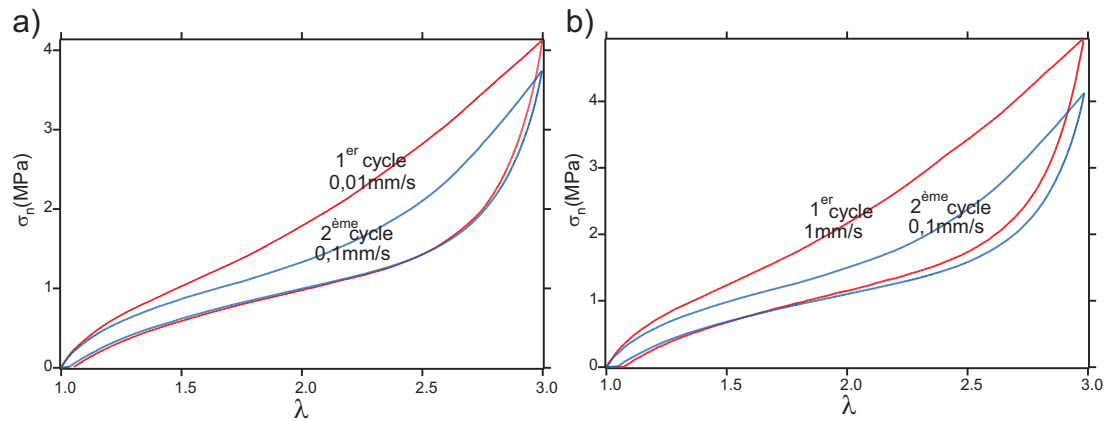 a)
4
3
2
1
0
σn(MPa)
1er cycle
0,01mm/s
2ème cycle
0,1mm/s
1.0 1.5 2.0 2.5 3.0
λ
b)
4
3
2
1
0
σn(MPa)
1er cycle
1mm/s
2ème cycle
0,1mm/s
1.0 1.5 2.0 2.5 3.0
λ